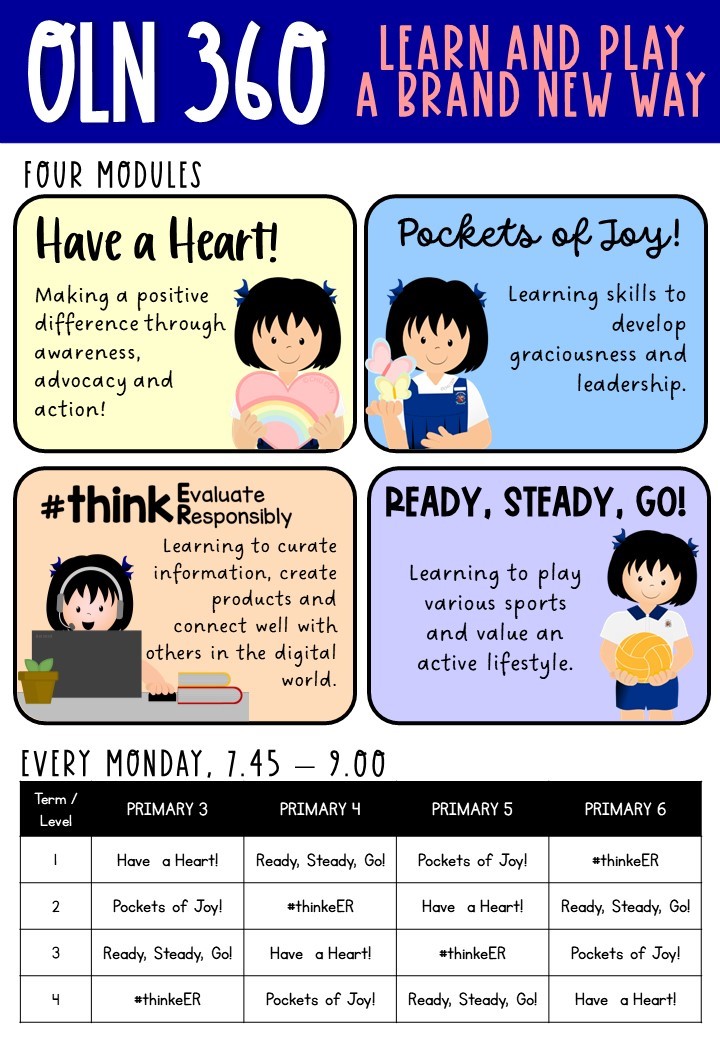 OLN 360
LEARN AND PLAY
A BRAND NEW WAY
FOUR MODULES
Have a Heart!
Making a positive
difference through
awareness,
advocacy and
action!
Pockets of Joy!
Learning skills to
develop
graciousness and
leadership.
#think Evaluate
Responsibly
Learning to curate
information, create
products and
connect well with
others in the digital
world.
READY, STEADY, GO!
Learning to play
various sports
and value an
active lifestyle.
EVERY MONDAY, 7.45 – 9.00
Term / Level PRIMARY 3 PRIMARY 4 PRIMARY 5 PRIMARY 6
1 Have a Heart! Ready, Steady, Go! Pockets of Joy! #thinkeER
2 Pockets of Joy! #thinkeER Have a Heart! Ready, Steady, Go!
3 Ready, Steady, Go! Have a Heart! #thinkeER Pockets of Joy!
4 #thinkeER Pockets of Joy! Ready, Steady, Go! Have a Heart!